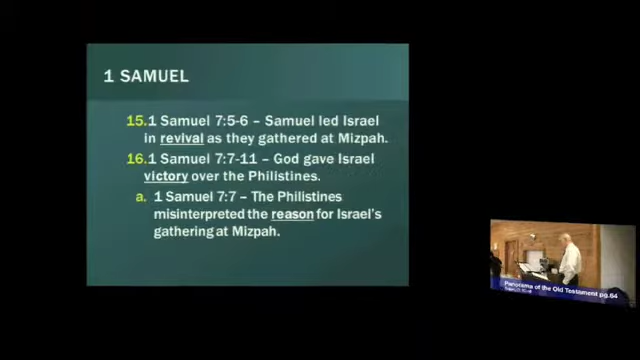 1 SAMUEL
15.1 Samuel 7:5-6 – Samuel led Israel
in revival as they gathered at Mizpah.
16.1 Samuel 7:7-11 – God gave Israel
victory over the Philistines.
a. 1 Samuel 7:7 – The Philistines
misinterpreted the reason for Israel's
gathering at Mizpah.
Panorama of the Old Testament pg.64